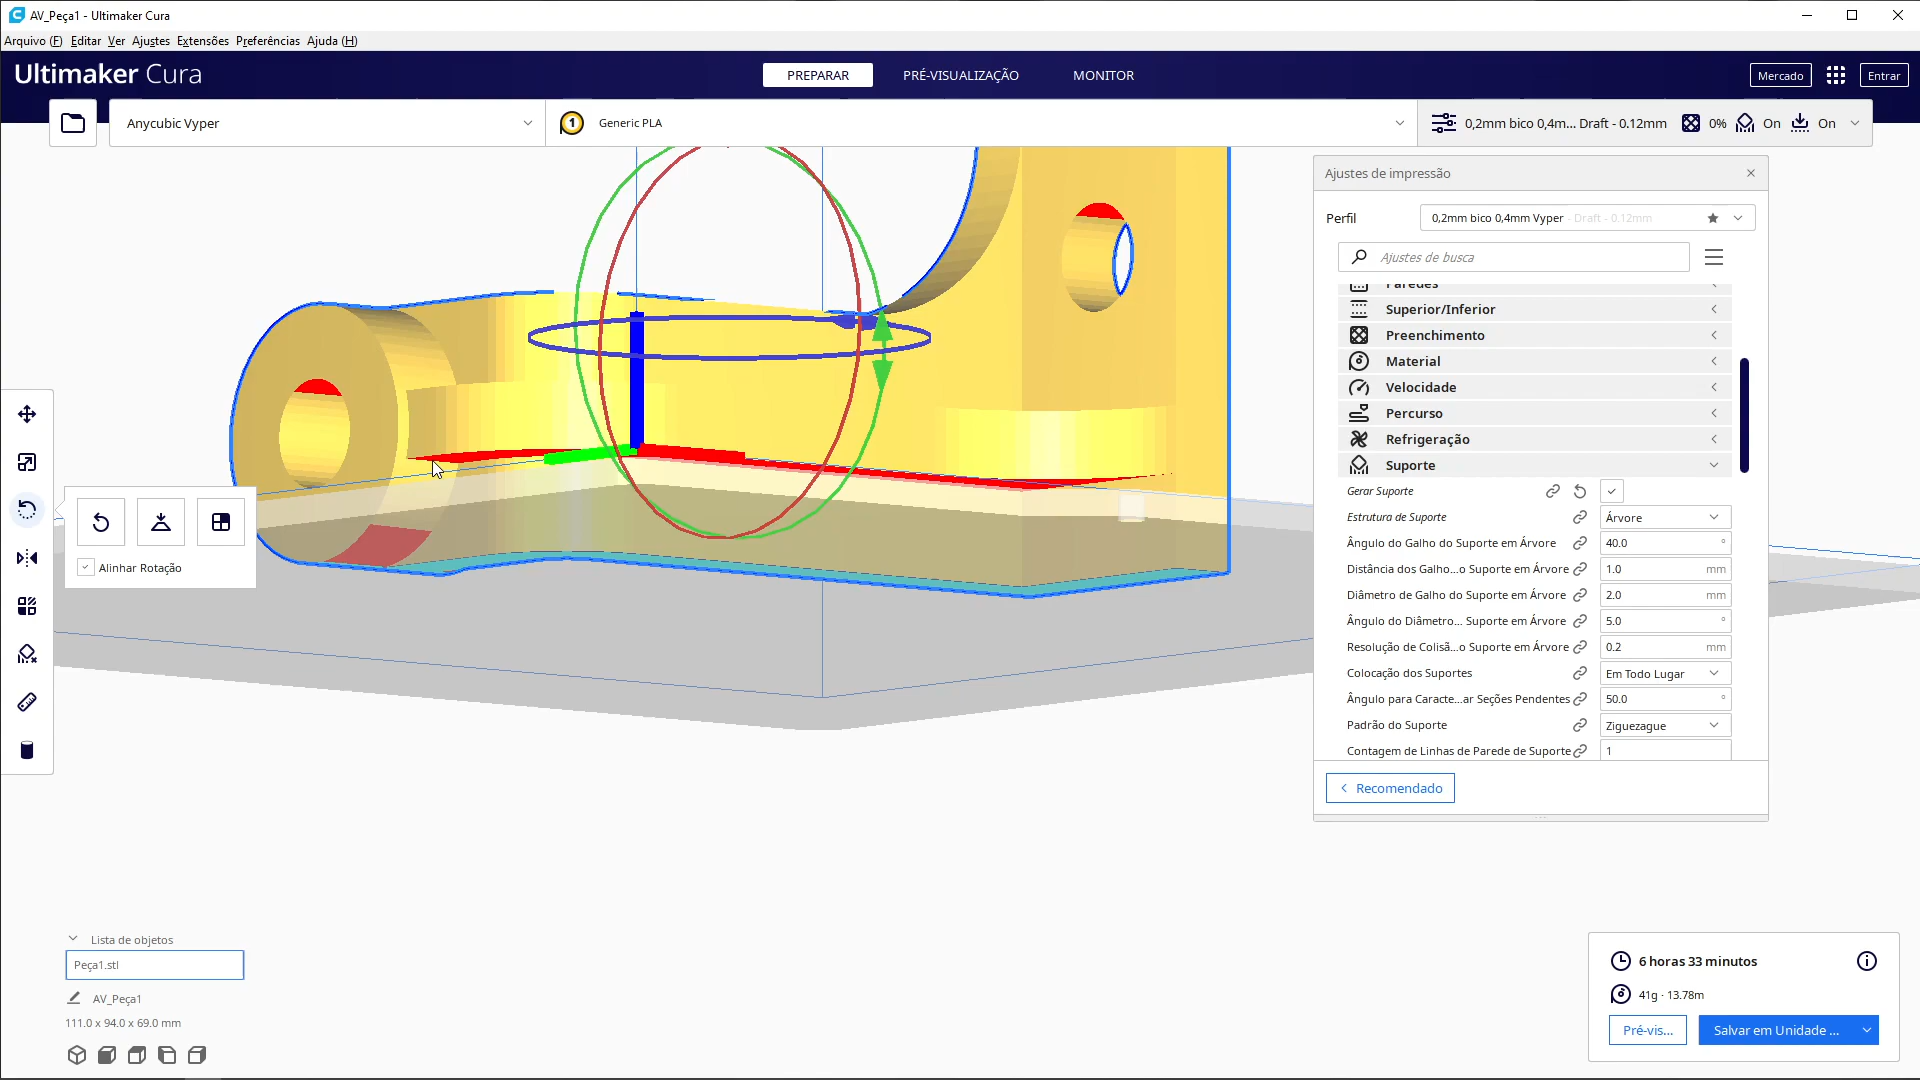 AV_Peça1 - Ultimaker Cura
Arquivo (F) Editar Ver Ajustes Extensões Preferências Ajuda (H)
Ultimaker Cura
PREPARAR PRÉ-VISUALIZAÇÃO MONITOR
Mercado Entrar
Anycubic Vyper
1 Generic PLA
0,2mm bico 0,4m... Draft - 0.12mm 0% On On
Ajustes de impressão
Perfil 0,2mm bico 0,4mm Vyper - Draft - 0.12mm
Ajustes de busca
Paredes
Superior/Inferior
Preenchimento
Material
Velocidade
Percurso
Refrigeração
Suporte
Gerar Suporte
Estrutura de Suporte Árvore
Ângulo do Galho do Suporte em Árvore 40.0 °
Distância dos Galho...o Suporte em Árvore 1.0 mm
Diâmetro de Galho do Suporte em Árvore 2.0 mm
Ângulo do Diâmetro... Suporte em Árvore 5.0 °
Resolução de Colisã...o Suporte em Árvore 0.2 mm
Colocação dos Suportes Em Todo Lugar
Ângulo para Caracte...ar Seções Pendentes 50.0 °
Padrão do Suporte Ziguezague
Contagem de Linhas de Parede de Suporte 1
Recomendado
Alinhar Rotação
Lista de objetos
Peça1.stl
AV_Peça1
111.0 x 94.0 x 69.0 mm
6 horas 33 minutos
41g · 13.78m
Pré-vis... Salvar em Unidade ...